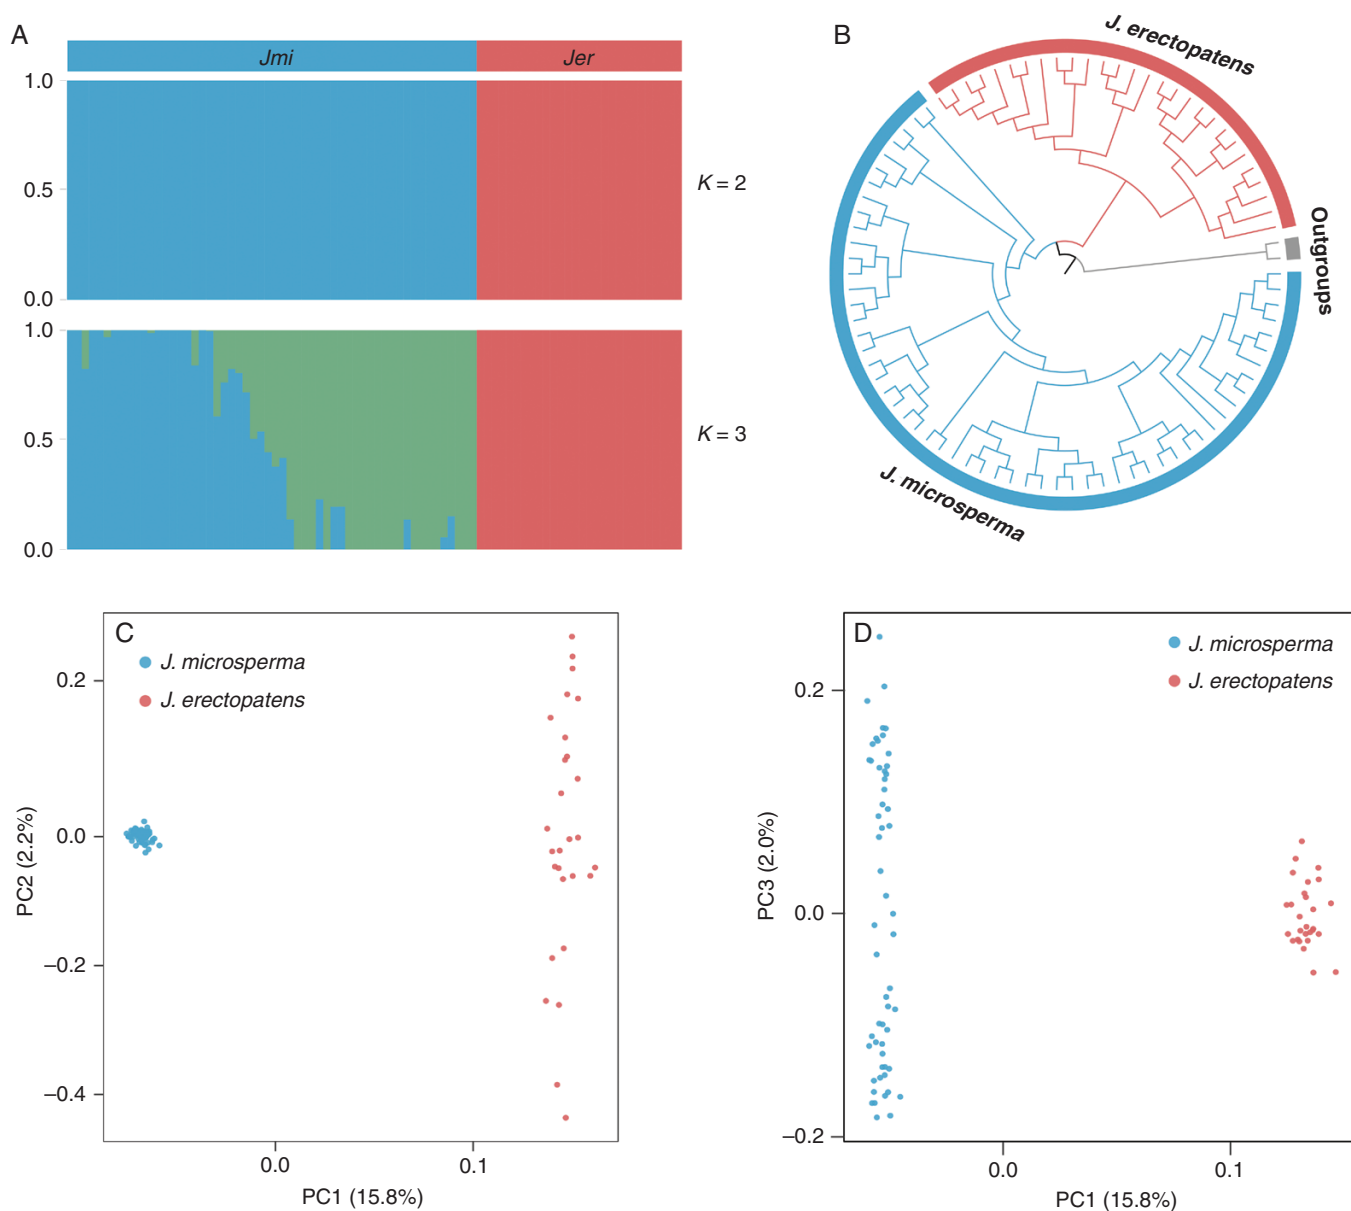 A
Jmi
Jer
1.0
0.5
0.0
K = 2
1.0
0.5
0.0
K = 3
B
J. erectopatens
Outgroups
J. microsperma
C
J. microsperma
J. erectopatens
0.2
0.0
–0.2
–0.4
PC2 (2.2%)
0.0
0.1
PC1 (15.8%)
D
J. microsperma
J. erectopatens
0.2
0.0
–0.2
PC3 (2.0%)
0.0
0.1
PC1 (15.8%)